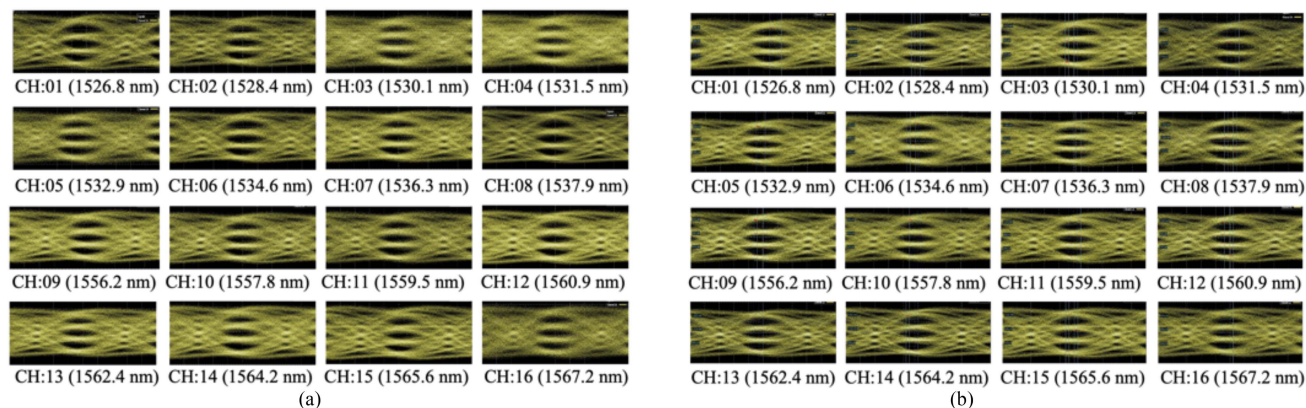 CH:01 (1526.8 nm) CH:02 (1528.4 nm) CH:03 (1530.1 nm) CH:04 (1531.5 nm)
CH:05 (1532.9 nm) CH:06 (1534.6 nm) CH:07 (1536.3 nm) CH:08 (1537.9 nm)
CH:09 (1556.2 nm) CH:10 (1557.8 nm) CH:11 (1559.5 nm) CH:12 (1560.9 nm)
CH:13 (1562.4 nm) CH:14 (1564.2 nm) CH:15 (1565.6 nm) CH:16 (1567.2 nm)
(a)
CH:01 (1526.8 nm) CH:02 (1528.4 nm) CH:03 (1530.1 nm) CH:04 (1531.5 nm)
CH:05 (1532.9 nm) CH:06 (1534.6 nm) CH:07 (1536.3 nm) CH:08 (1537.9 nm)
CH:09 (1556.2 nm) CH:10 (1557.8 nm) CH:11 (1559.5 nm) CH:12 (1560.9 nm)
CH:13 (1562.4 nm) CH:14 (1564.2 nm) CH:15 (1565.6 nm) CH:16 (1567.2 nm)
(b)